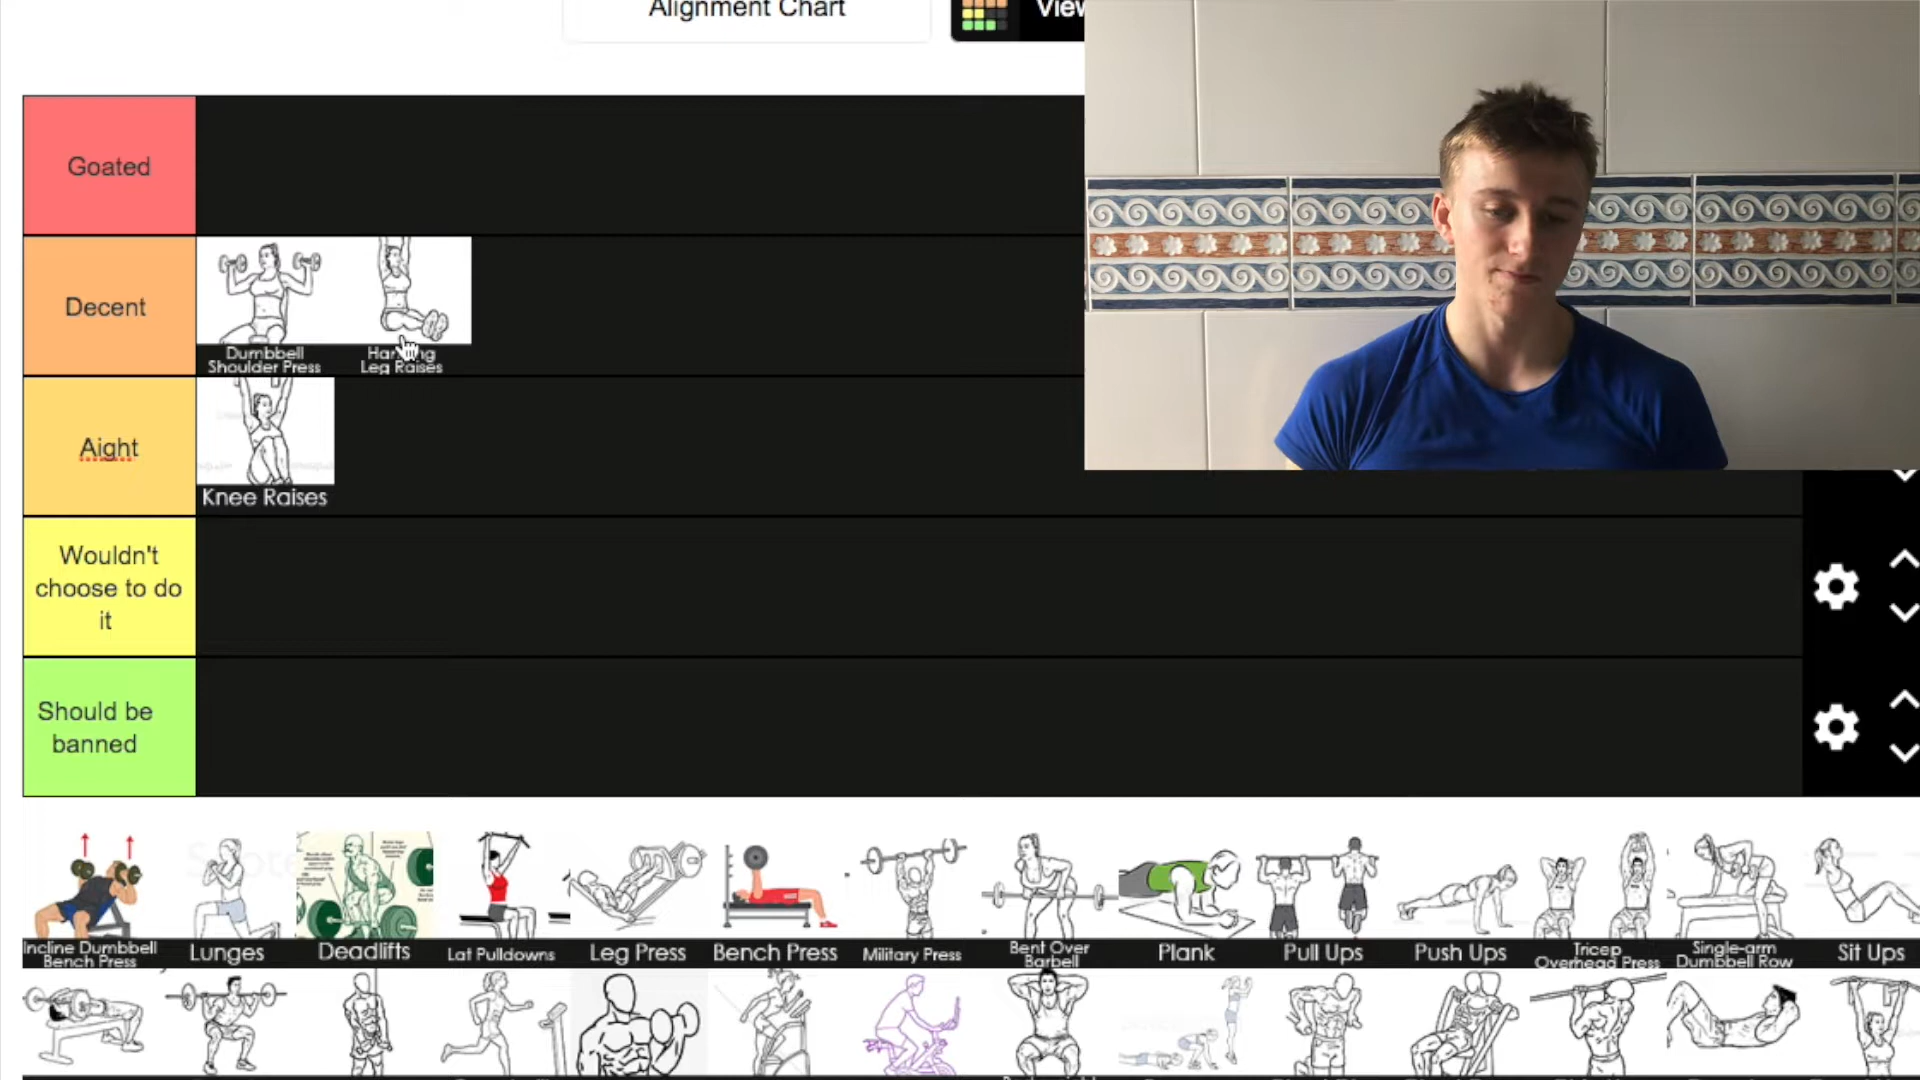 Alignment Chart
View
Goated
Decent
Dumbbell
Shoulder Press
Leg Raises
Aight
Knee Raises
Wouldn't
choose to do
it
Should be
banned
Incline Dumbbell
Bench Press
Lunges
Deadlifts
Lat Pulldowns
Leg Press
Bench Press
Military Press
Bent Over
Barbell
Plank
Pull Ups
Push Ups
Tricep
Overhead Press
Single-arm
Dumbbell Row
Sit Ups